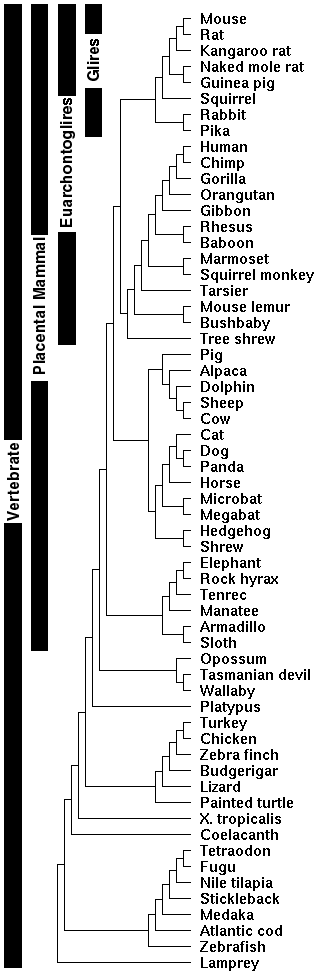 Vertebrate
Placental Mammal
Euarchontoglires
Glires
Mouse
Rat
Kangaroo rat
Naked mole rat
Guinea pig
Squirrel
Rabbit
Pika
Human
Chimp
Gorilla
Orangutan
Gibbon
Rhesus
Baboon
Marmoset
Squirrel monkey
Tarsier
Mouse lemur
Bushbaby
Tree shrew
Pig
Alpaca
Dolphin
Sheep
Cow
Cat
Dog
Panda
Horse
Microbat
Megabat
Hedgehog
Shrew
Elephant
Rock hyrax
Tenrec
Manatee
Armadillo
Sloth
Opossum
Tasmanian devil
Wallaby
Platypus
Turkey
Chicken
Zebra finch
Budgerigar
Lizard
Painted turtle
X. tropicalis
Coelacanth
Tetraodon
Fugu
Nile tilapia
Stickleback
Medaka
Atlantic cod
Zebrafish
Lamprey